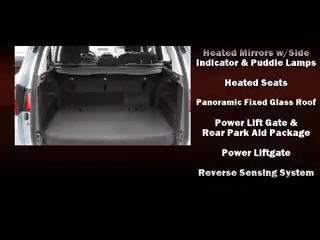 Heated Mirrors w/Side
Indicator & Puddle Lamps
Heated Seats
Panoramic Fixed Glass Roof
Power Lift Gate &
Rear Park Aid Package
Power Liftgate
Reverse Sensing System